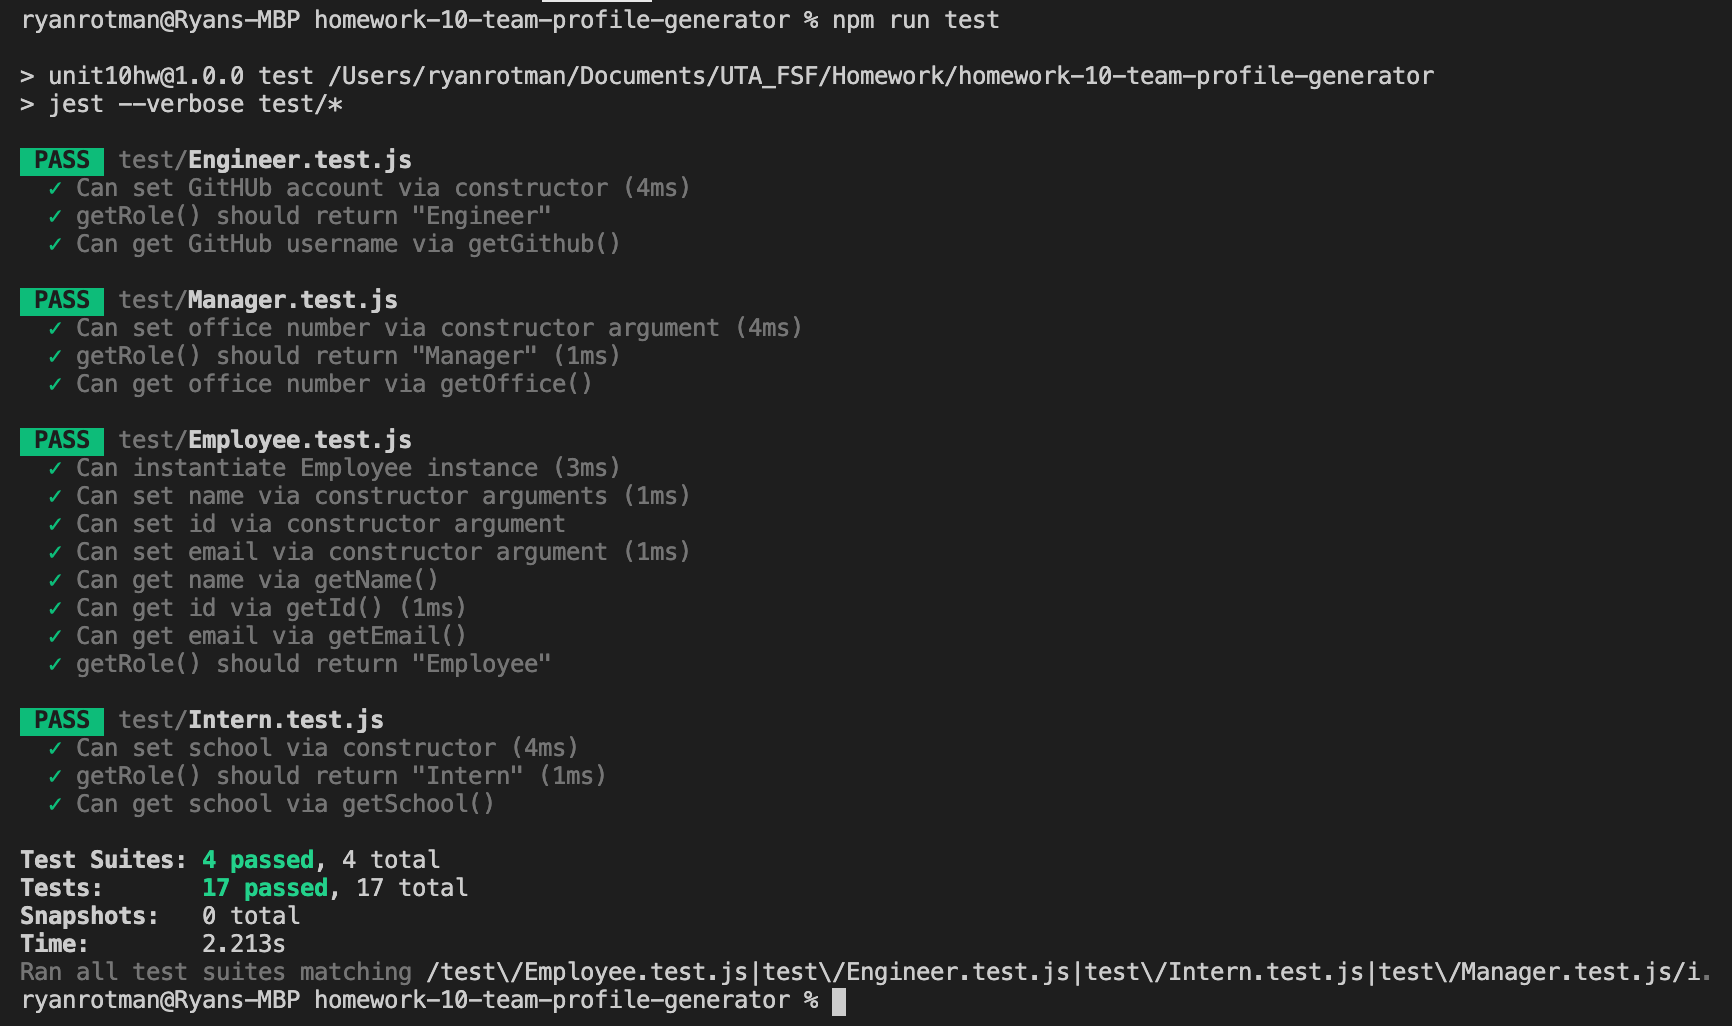 ryanrotman@Ryans-MBP homework-10-team-profile-generator % npm run test
> unit10hw@1.0.0 test /Users/ryanrotman/Documents/UTA_FSF/Homework/homework-10-team-profile-generator
> jest --verbose test/*
PASS test/Engineer.test.js
✓ Can set GitHUb account via constructor (4ms)
✓ getRole() should return "Engineer"
✓ Can get GitHub username via getGithub()
PASS test/Manager.test.js
✓ Can set office number via constructor argument (4ms)
✓ getRole() should return "Manager" (1ms)
✓ Can get office number via getOffice()
PASS test/Employee.test.js
✓ Can instantiate Employee instance (3ms)
✓ Can set name via constructor arguments (1ms)
✓ Can set id via constructor argument
✓ Can set email via constructor argument (1ms)
✓ Can get name via getName()
✓ Can get id via getId() (1ms)
✓ Can get email via getEmail()
✓ getRole() should return "Employee"
PASS test/Intern.test.js
✓ Can set school via constructor (4ms)
✓ getRole() should return "Intern" (1ms)
✓ Can get school via getSchool()
Test Suites: 4 passed, 4 total
Tests: 17 passed, 17 total
Snapshots: 0 total
Time: 2.213s
Ran all test suites matching /test\/Employee.test.js|test\/Engineer.test.js|test\/Intern.test.js|test\/Manager.test.js/i.
ryanrotman@Ryans-MBP homework-10-team-profile-generator %